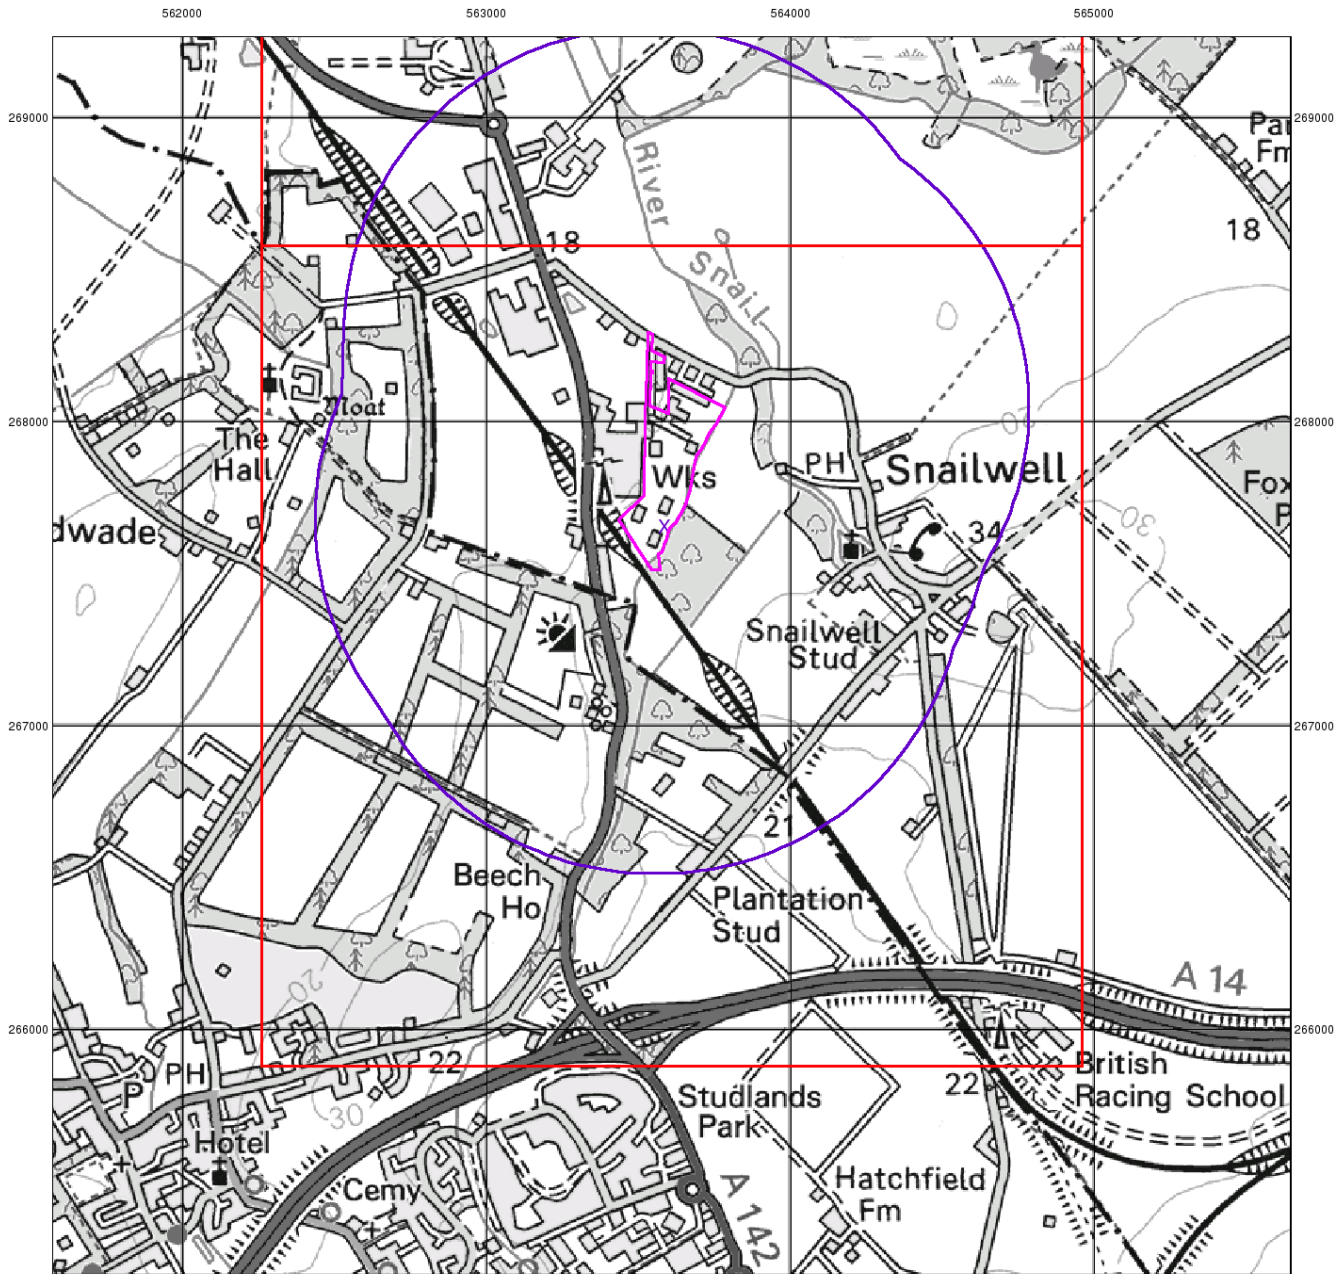 562000
563000
564000
565000
269000
269000
Par
Fm
River
18
18
Snail
Moat
268000
268000
The
Hall
PH
Snailwell
Wks
Fox
P
dwade
34
30
Snailwell
Stud
267000
267000
21
Beech
Ho
Plantation
Stud
20
A 14
266000
266000
22
PH
P
British
Racing School
22
30
Studlands
Park
Hotel
Cemy
Hatchfield
Fm
A 142